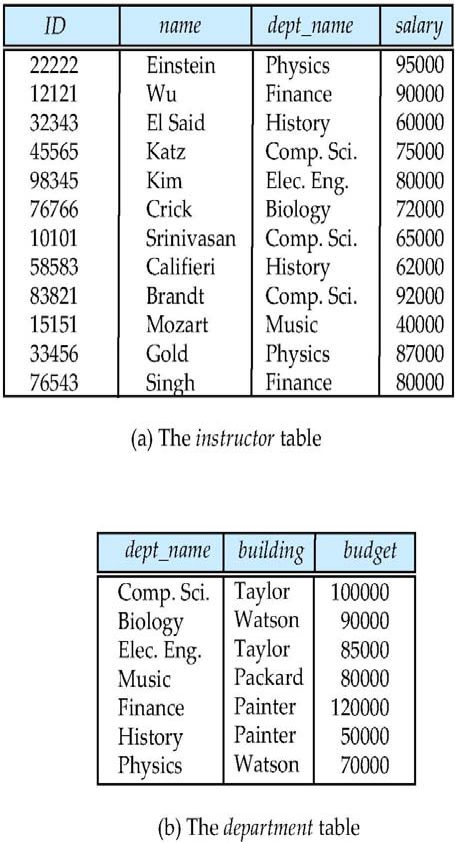 ID name dept_name salary
22222 Einstein Physics 95000
12121 Wu Finance 90000
32343 El Said History 60000
45565 Katz Comp. Sci. 75000
98345 Kim Elec. Eng. 80000
76766 Crick Biology 72000
10101 Srinivasan Comp. Sci. 65000
58583 Califieri History 62000
83821 Brandt Comp. Sci. 92000
15151 Mozart Music 40000
33456 Gold Physics 87000
76543 Singh Finance 80000
(a) The instructor table
dept_name building budget
Comp. Sci. Taylor 100000
Biology Watson 90000
Elec. Eng. Taylor 85000
Music Packard 80000
Finance Painter 120000
History Painter 50000
Physics Watson 70000
(b) The department table